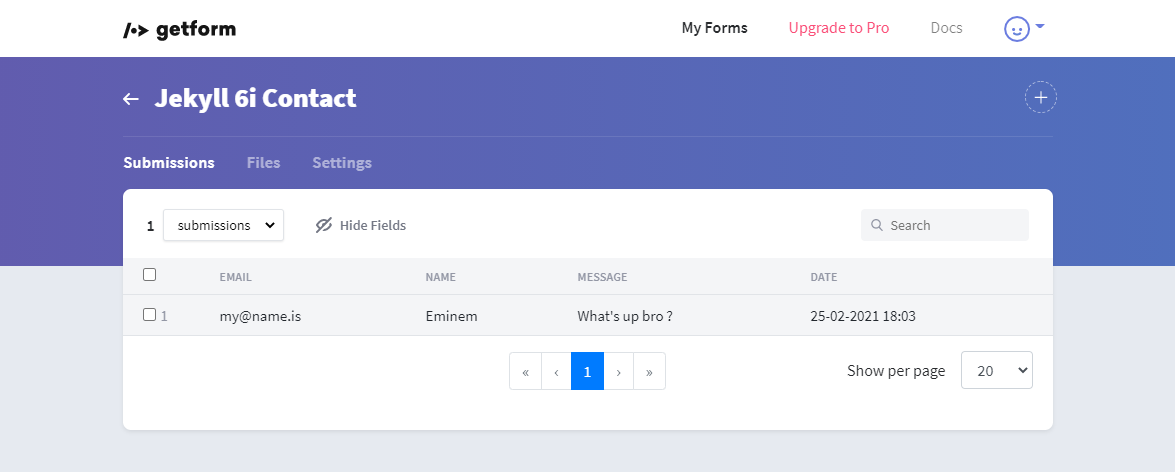 getform My Forms Upgrade to Pro Docs
Jekyll 6i Contact
Submissions Files Settings
1 submissions Hide Fields Search
EMAIL NAME MESSAGE DATE
1 my@name.is Eminem What's up bro ? 25-02-2021 18:03
« ‹ 1 › » Show per page 20